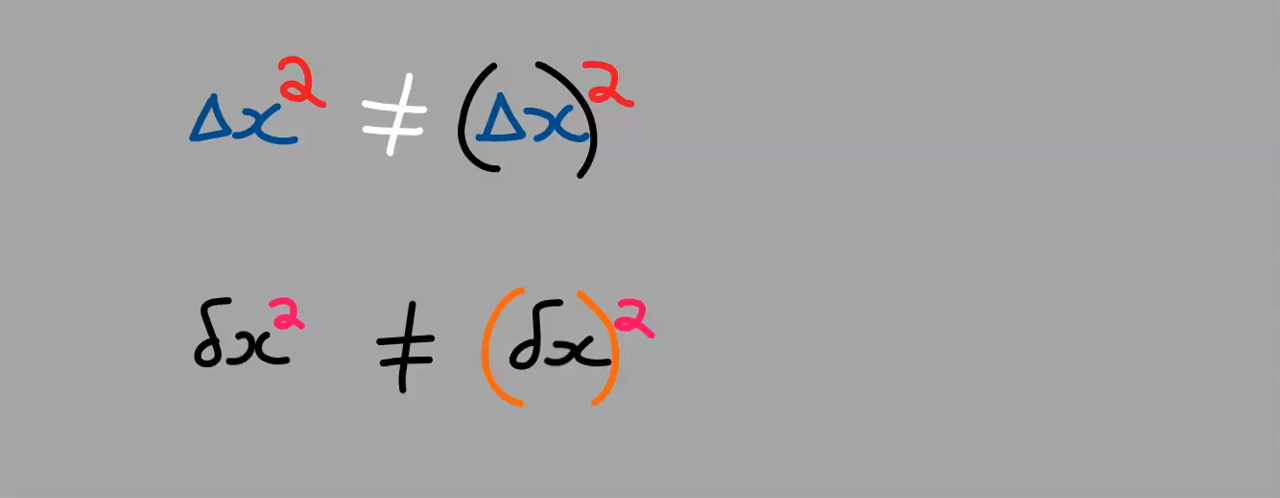 Δx² ≠ (Δx)²
δx² ≠ (δx)²